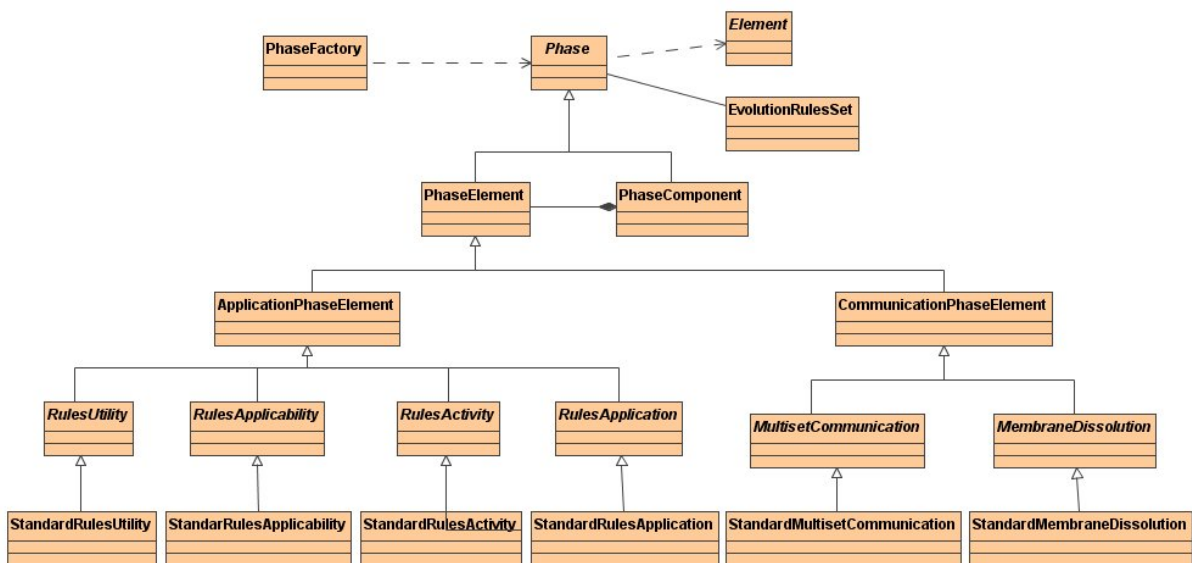 Element
PhaseFactory
Phase
EvolutionRulesSet
PhaseElement
PhaseComponent
ApplicationPhaseElement
CommunicationPhaseElement
RulesUtility
RulesApplicability
RulesActivity
RulesApplication
MultisetCommunication
MembraneDissolution
StandardRulesUtility
StandarRulesApplicability
StandardRulesActivity
StandardRulesApplication
StandardMultisetCommunication
StandardMembraneDissolution